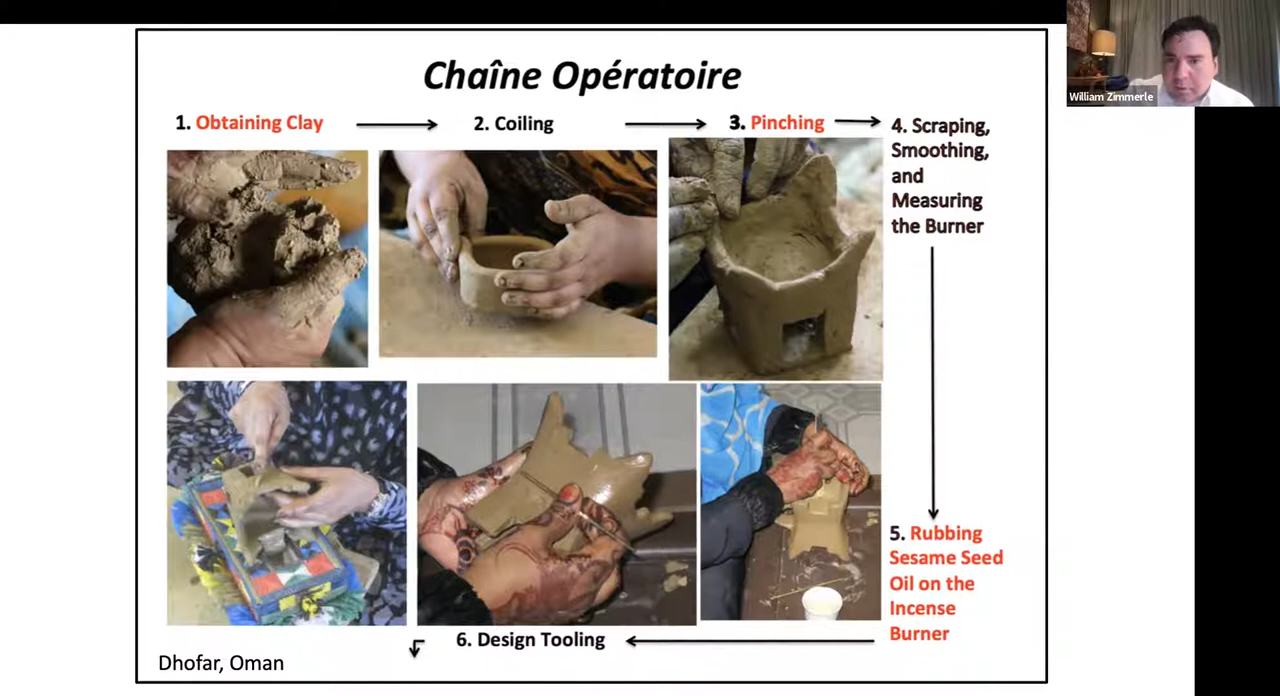 Chaîne Opératoire
1. Obtaining Clay
2. Coiling
3. Pinching
4. Scraping,
Smoothing,
and
Measuring
the Burner
5. Rubbing
Sesame Seed
Oil on the
Incense
Burner
6. Design Tooling
Dhofar, Oman
William Zimmerle